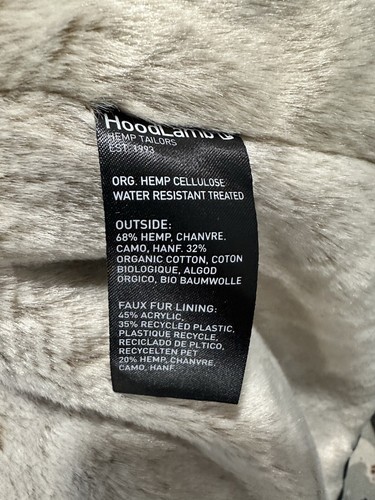 HoodLamb
HEMP TAILORS
EST. 1993
ORG. HEMP CELLULOSE
WATER RESISTANT TREATED
OUTSIDE:
68% HEMP, CHANVRE.
CAMO, HANF. 32%
ORGANIC COTTON, COTON
BIOLOGIQUE, ALGOD
ORGICO, BIO BAUMWOLLE
FAUX FUR LINING:
45% ACRYLIC,
35% RECYCLED PLASTIC,
PLASTIQUE RECYCLE,
RECICLADO DE PLTICO,
RECYCELTEN PET
20% HEMP, CHANVRE,
CAMO, HANF